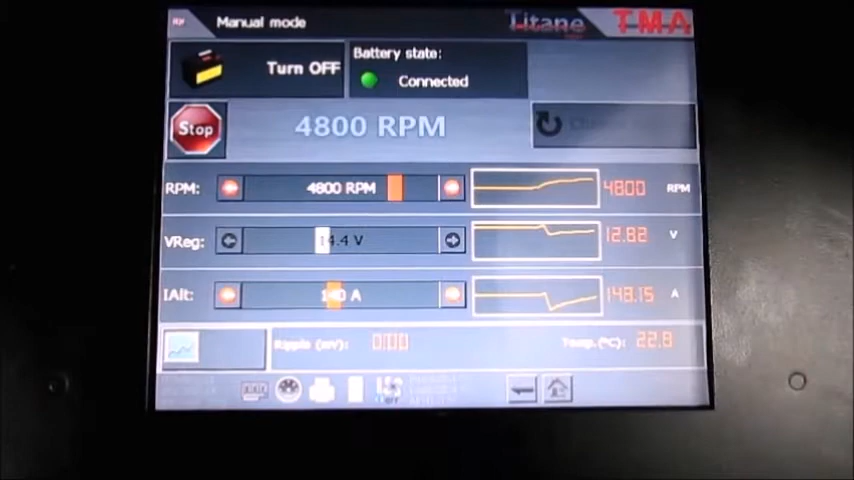 Manual mode
Titane
TMA
Turn OFF
Battery state:
Connected
Stop
4800 RPM
RPM:
4800 RPM
4800
RPM
VReg:
14.4 V
12.82
V
IAlt:
140 A
148.15
A
Ripple (mV):
0.00
Temp.(°C):
22.8